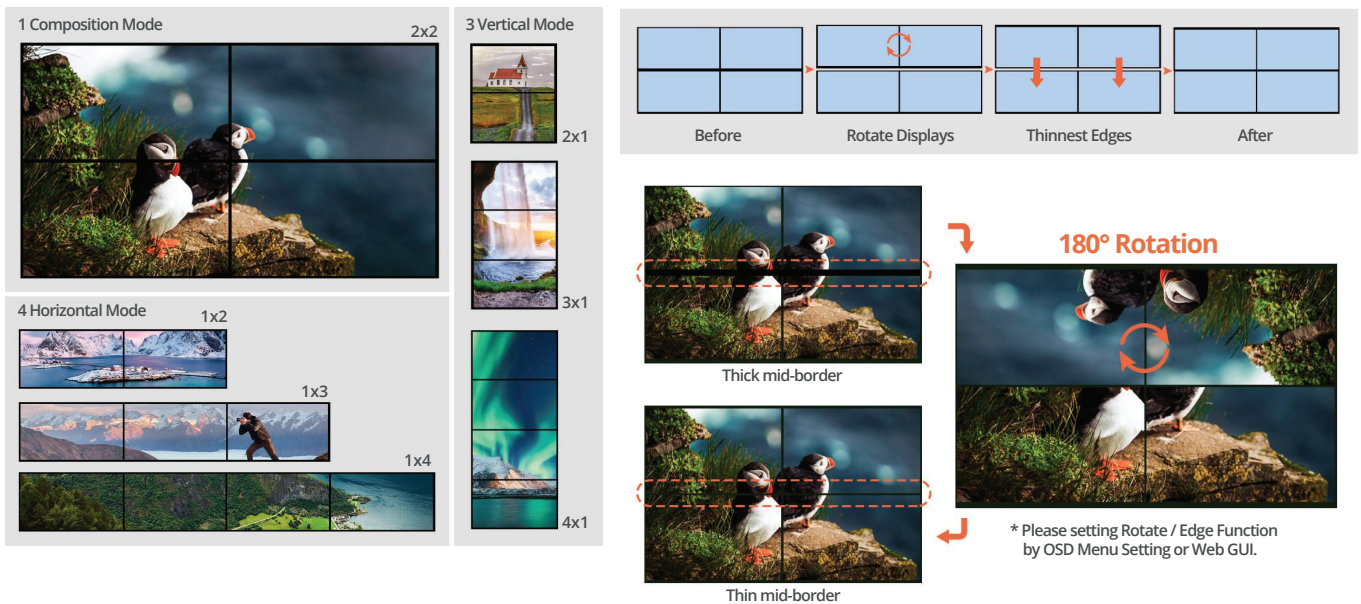 1 Composition Mode
2x2
3 Vertical Mode
2x1
3x1
4x1
4 Horizontal Mode
1x2
1x3
1x4
Before
Rotate Displays
Thinnest Edges
After
Thick mid-border
180° Rotation
Thin mid-border
* Please setting Rotate / Edge Function
by OSD Menu Setting or Web GUI.